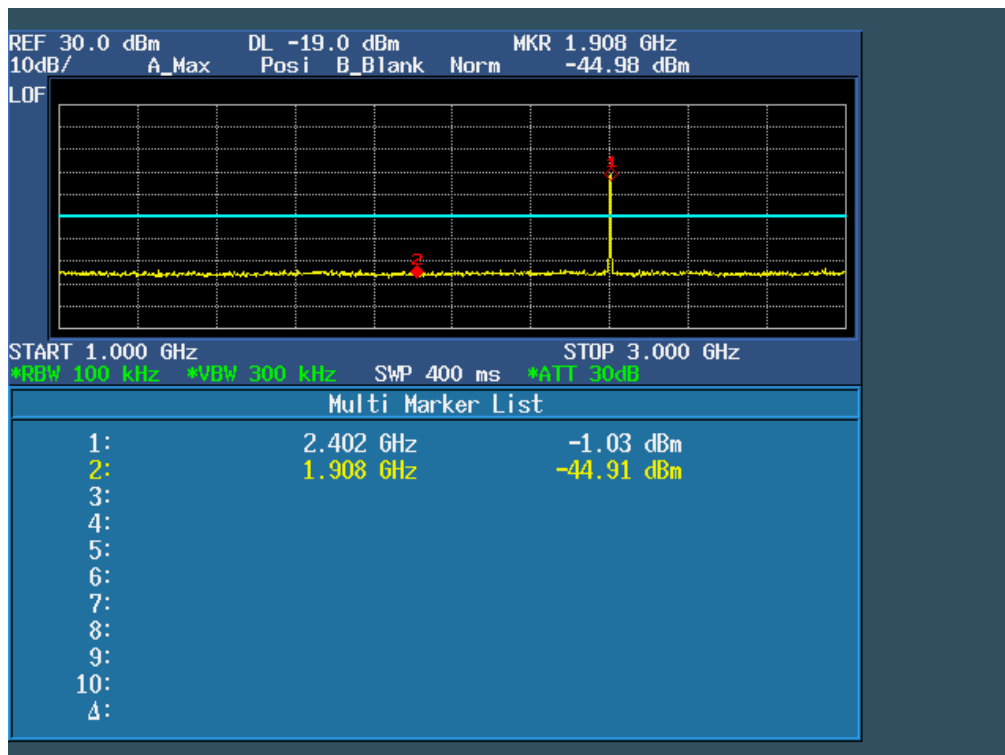 REF 30.0 dBm DL -19.0 dBm MKR 1.908 GHz
10dB/ A_Max Posi B_Blank Norm -44.98 dBm
LOF
1
2
START 1.000 GHz STOP 3.000 GHz
*RBW 100 kHz *VBW 300 kHz SWP 400 ms *ATT 30dB
Multi Marker List
1: 2.402 GHz -1.03 dBm
2: 1.908 GHz -44.91 dBm
3:
4:
5:
6:
7:
8:
9:
10:
Δ: